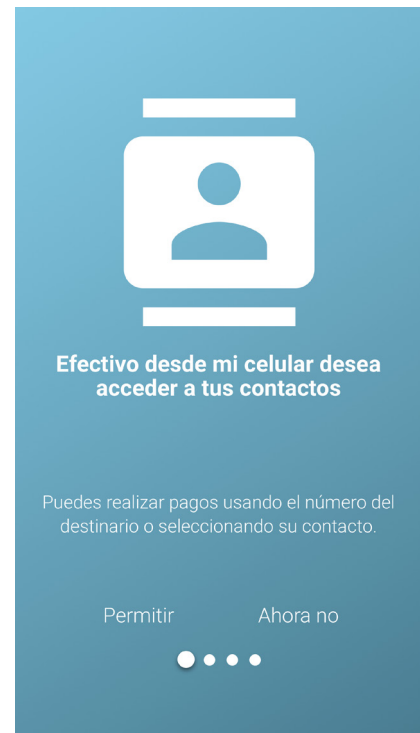 Efectivo desde mi celular desea
acceder a tus contactos
Puedes realizar pagos usando el número del
destinario o seleccionando su contacto.
Permitir Ahora no